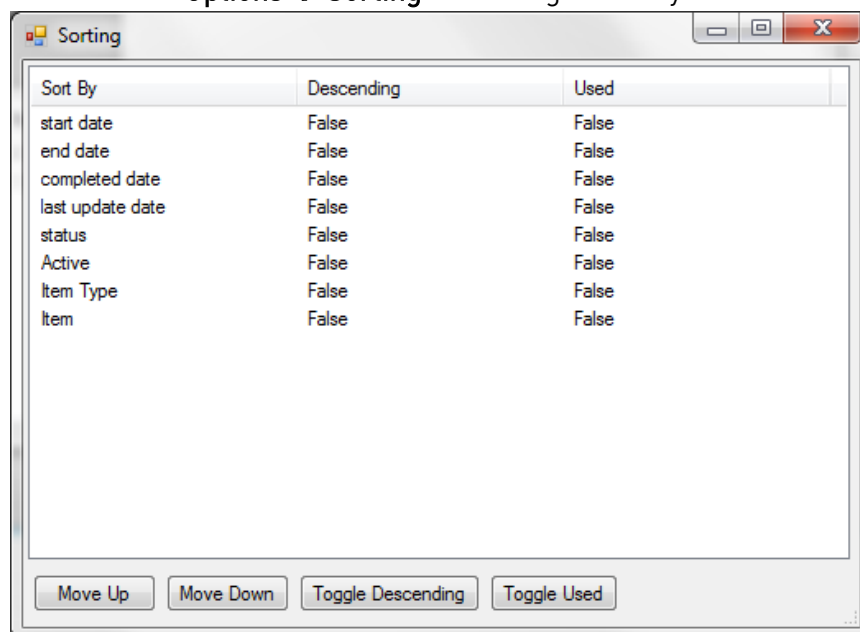 Options Sorting
Sorting
Sort By Descending Used
start date False False
end date False False
completed date False False
last update date False False
status False False
Active False False
Item Type False False
Item False False
Move Up Move Down Toggle Descending Toggle Used